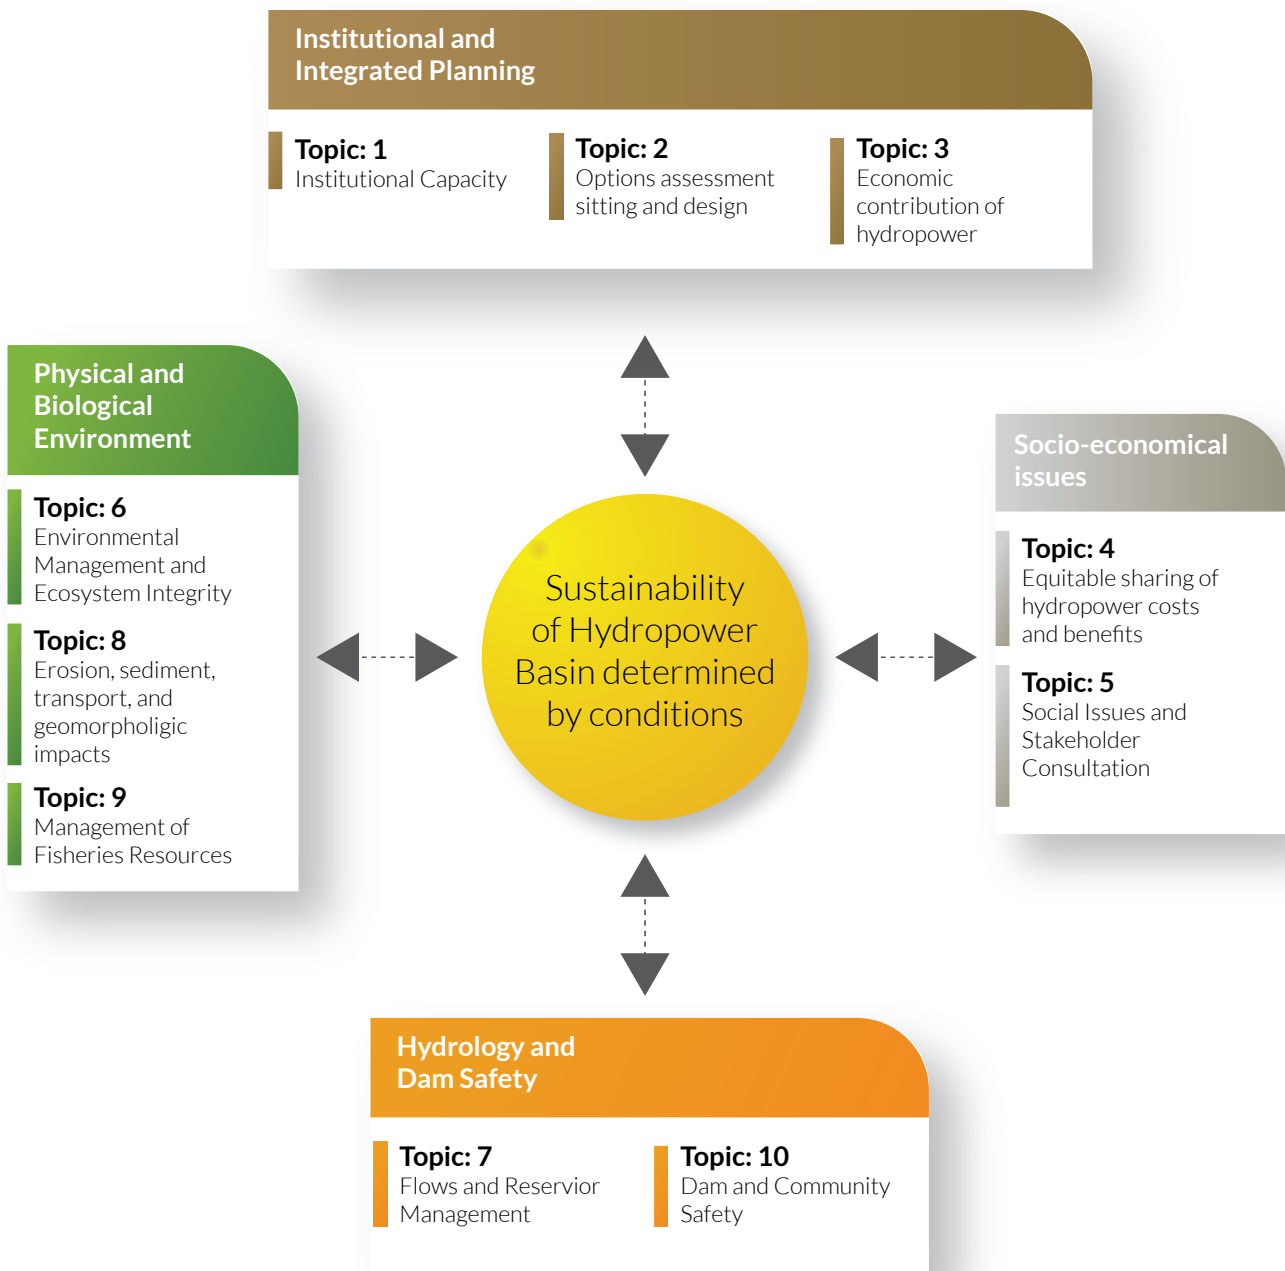 Institutional and
Integrated Planning
Topic: 1
Institutional Capacity
Topic: 2
Options assessment
sitting and design
Topic: 3
Economic
contribution of
hydropower
Physical and
Biological
Environment
Topic: 6
Environmental
Management and
Ecosystem Integrity
Topic: 8
Erosion, sediment,
transport, and
geomorpholigic
impacts
Topic: 9
Management of
Fisheries Resources
Sustainability
of Hydropower
Basin determined
by conditions
Socio-economical
issues
Topic: 4
Equitable sharing of
hydropower costs
and benefits
Topic: 5
Social Issues and
Stakeholder
Consultation
Hydrology and
Dam Safety
Topic: 7
Flows and Reservior
Management
Topic: 10
Dam and Community
Safety